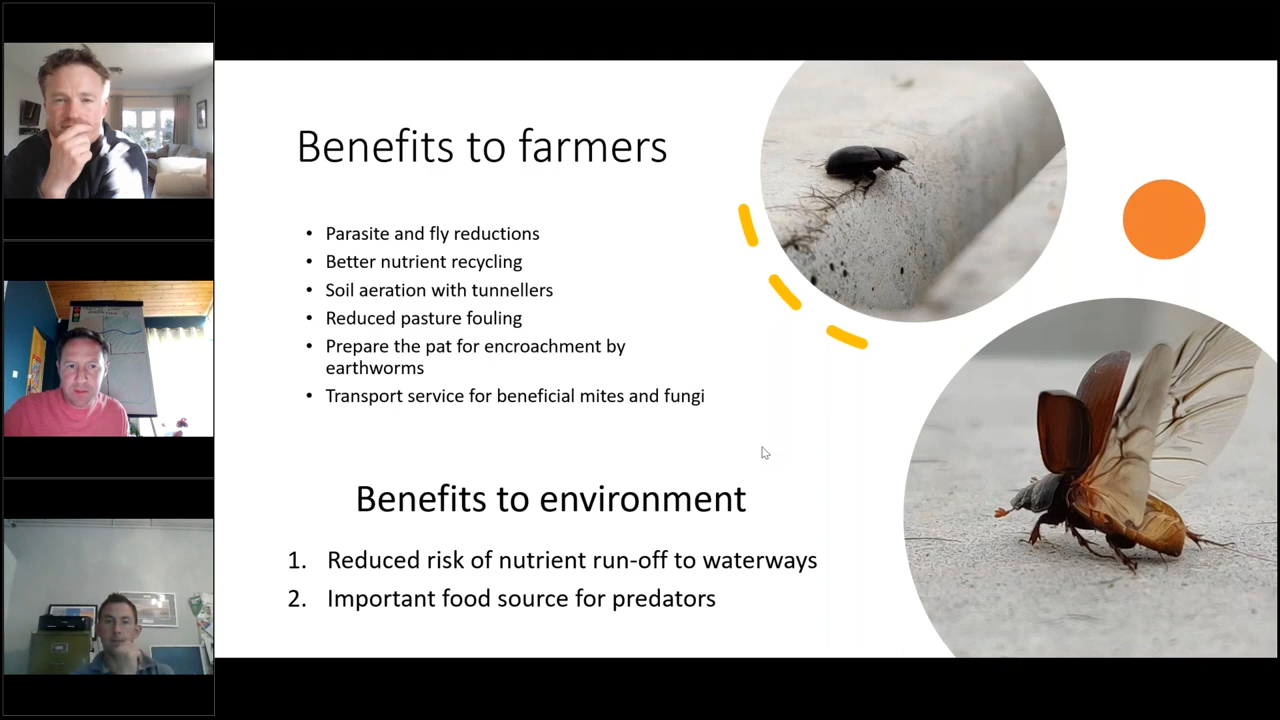 Benefits to farmers
• Parasite and fly reductions
• Better nutrient recycling
• Soil aeration with tunnellers
• Reduced pasture fouling
• Prepare the pat for encroachment by
earthworms
• Transport service for beneficial mites and fungi
Benefits to environment
1. Reduced risk of nutrient run-off to waterways
2. Important food source for predators